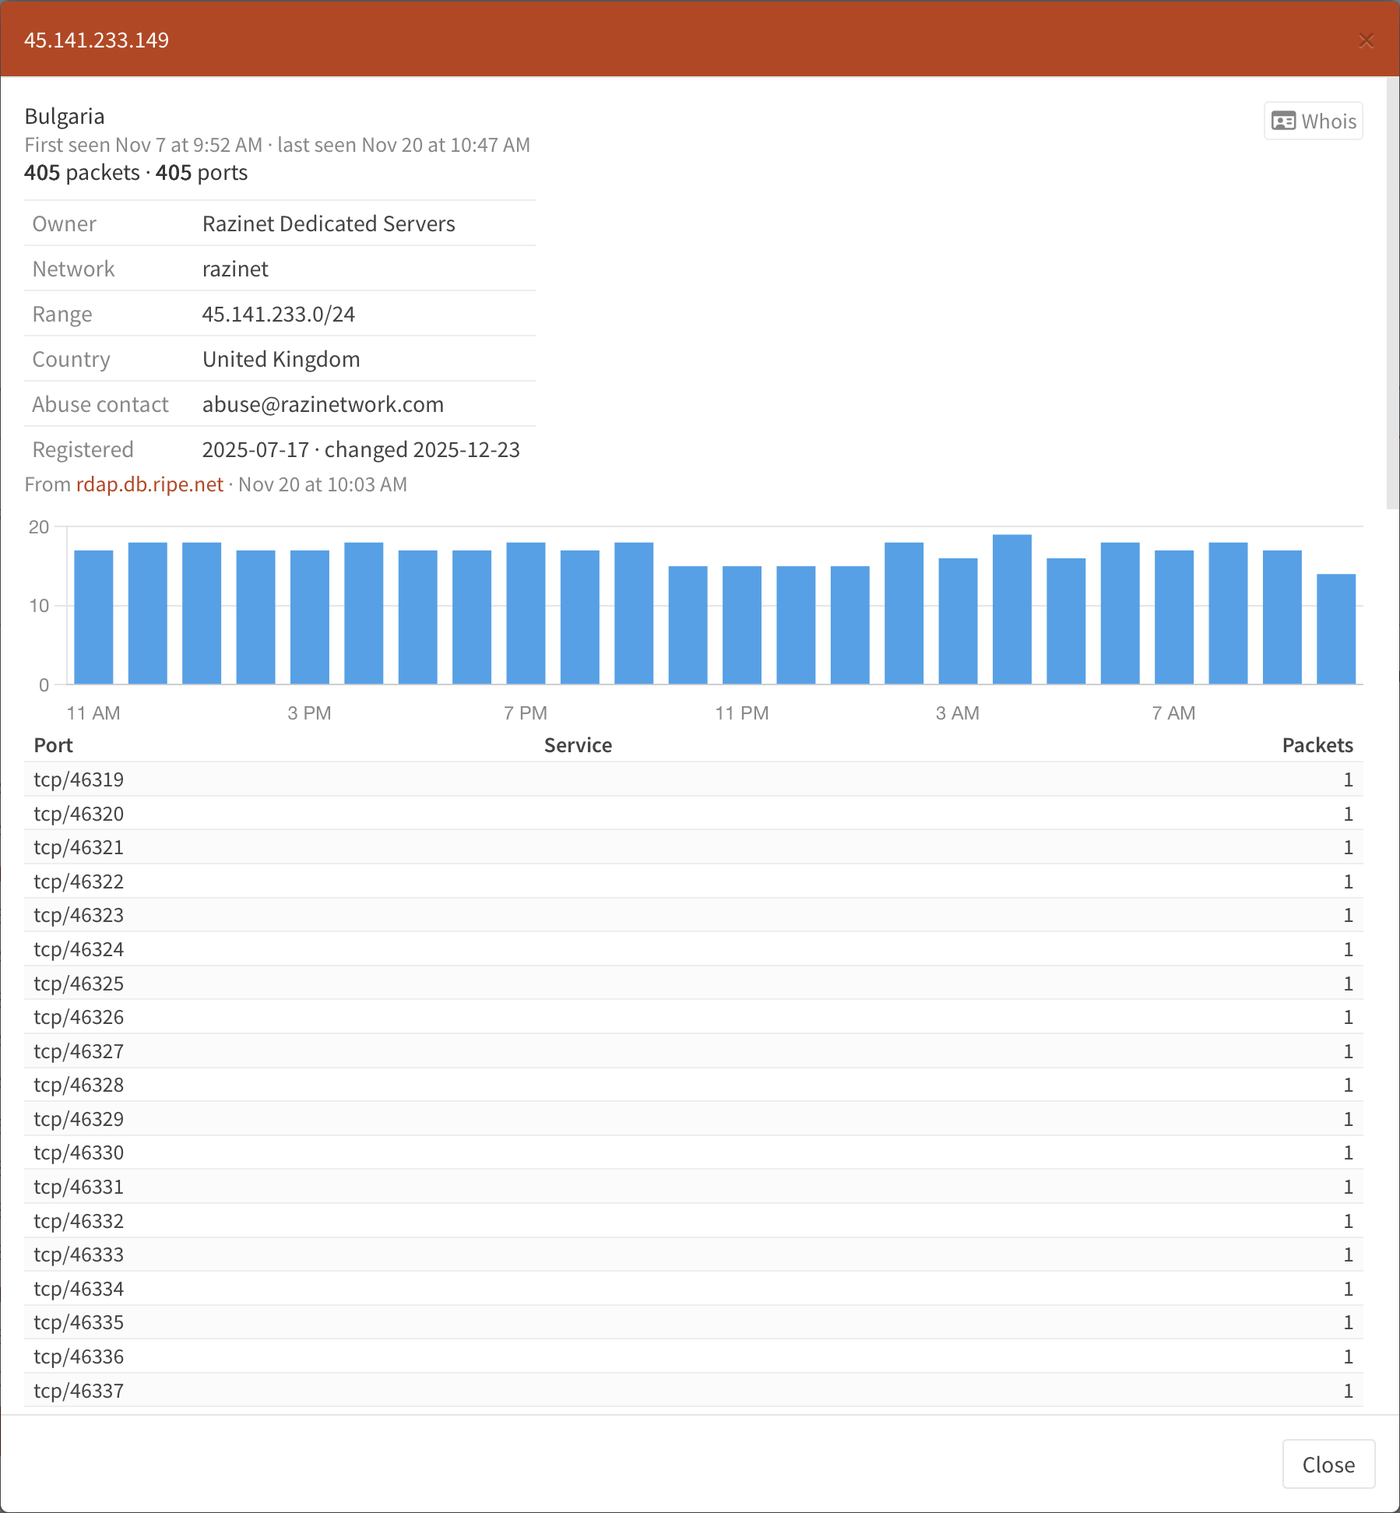 45.141.233.149
×
Bulgaria
Whois
First seen Nov 7 at 9:52 AM · last seen Nov 20 at 10:47 AM
405 packets · 405 ports
Owner Razinet Dedicated Servers
Network razinet
Range 45.141.233.0/24
Country United Kingdom
Abuse contact abuse@razinetwork.com
Registered 2025-07-17 · changed 2025-12-23
From rdap.db.ripe.net · Nov 20 at 10:03 AM
20
10
0
11 AM 3 PM 7 PM 11 PM 3 AM 7 AM
Port Service Packets
tcp/46319 1
tcp/46320 1
tcp/46321 1
tcp/46322 1
tcp/46323 1
tcp/46324 1
tcp/46325 1
tcp/46326 1
tcp/46327 1
tcp/46328 1
tcp/46329 1
tcp/46330 1
tcp/46331 1
tcp/46332 1
tcp/46333 1
tcp/46334 1
tcp/46335 1
tcp/46336 1
tcp/46337 1
Close